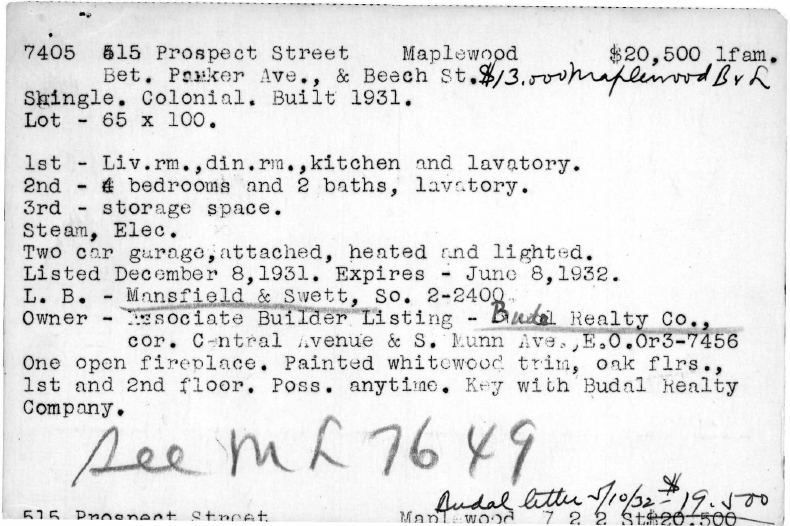 7405 515 Prospect Street Maplewood $20,500 1fam.
Bet. Parker Ave., & Beech St. $13,000 Maplewood B & L
Shingle. Colonial. Built 1931.
Lot - 65 x 100.
1st - Liv.rm.,din.rm.,kitchen and lavatory.
2nd - 4 bedrooms and 2 baths, lavatory.
3rd - storage space.
Steam, Elec.
Two car garage,attached, heated and lighted.
Listed December 8,1931. Expires - June 8,1932.
L. B. - Mansfield & Swett, So. 2-2400.
Owner - Associate Builder Listing - Budal Realty Co.,
cor. Central Avenue & S. Munn Ave.,E.O.Or3-7456
One open fireplace. Painted whitewood trim, oak flrs.,
1st and 2nd floor. Poss. anytime. Key with Budal Realty
Company.
See ML 7649
Budal letter 5/10/32 - $19.500
515 Prospect Street Maplewood 7 2 2 St $20,500